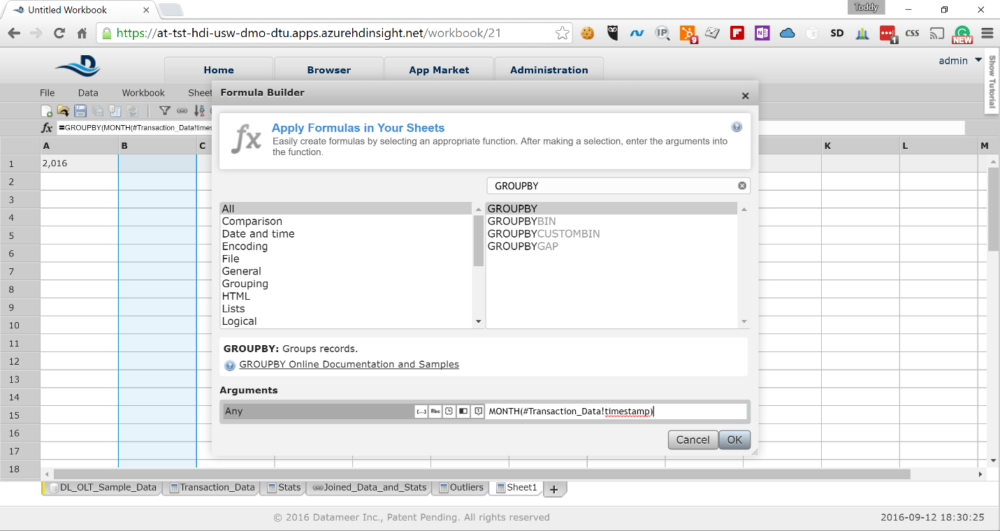 Untitled Workbook
Toddy
https://at-tst-hdi-usw-dmo-dtu.apps.azurehdinsight.net/workbook/21
IP
9
F
N
SD
1
CSS
NEW
D
Home
Browser
App Market
Administration
admin
Show Tutorial
File
Data
Workbook
Sheet
Formula Builder
fx
=GROUPBY(MONTH(#Transaction_Data!times
fx
Apply Formulas in Your Sheets
Easily create formulas by selecting an appropriate function. After making a selection, enter the arguments into
the function.
A
B
C
K
L
M
1
2,016
2
3
4
5
6
7
8
9
10
11
12
13
14
15
16
17
18
GROUPBY
All
Comparison
Date and time
Encoding
File
General
Grouping
HTML
Lists
Logical
GROUPBY
GROUPBYBIN
GROUPBYCUSTOMBIN
GROUPBYGAP
GROUPBY: Groups records.
GROUPBY Online Documentation and Samples
Arguments
Any
[...]
Abc
MONTH(#Transaction_Data!timestamp)
Cancel
OK
DL_OLT_Sample_Data
Transaction_Data
Stats
Joined_Data_and_Stats
Outliers
Sheet1
+
© 2016 Datameer Inc., Patent Pending. All rights reserved
2016-09-12 18:30:25